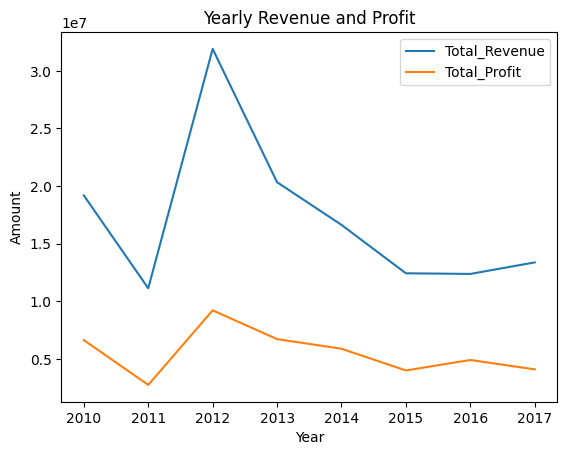 Yearly Revenue and Profit
1e7
Total_Revenue
Total_Profit
3.0
2.5
2.0
1.5
1.0
0.5
Amount
2010 2011 2012 2013 2014 2015 2016 2017
Year